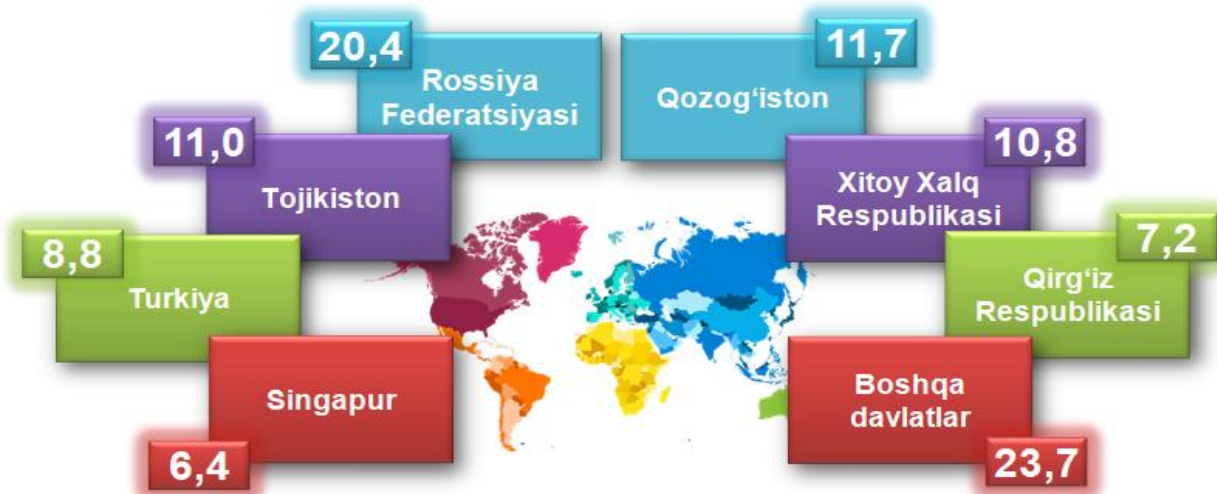 20,4
Rossiya
Federatsiyasi
11,7
Qozog‘iston
11,0
Tojikiston
10,8
Xitoy Xalq
Respublikasi
8,8
Turkiya
7,2
Qirg‘iz
Respublikasi
Singapur
6,4
Boshqa
davlatlar
23,7